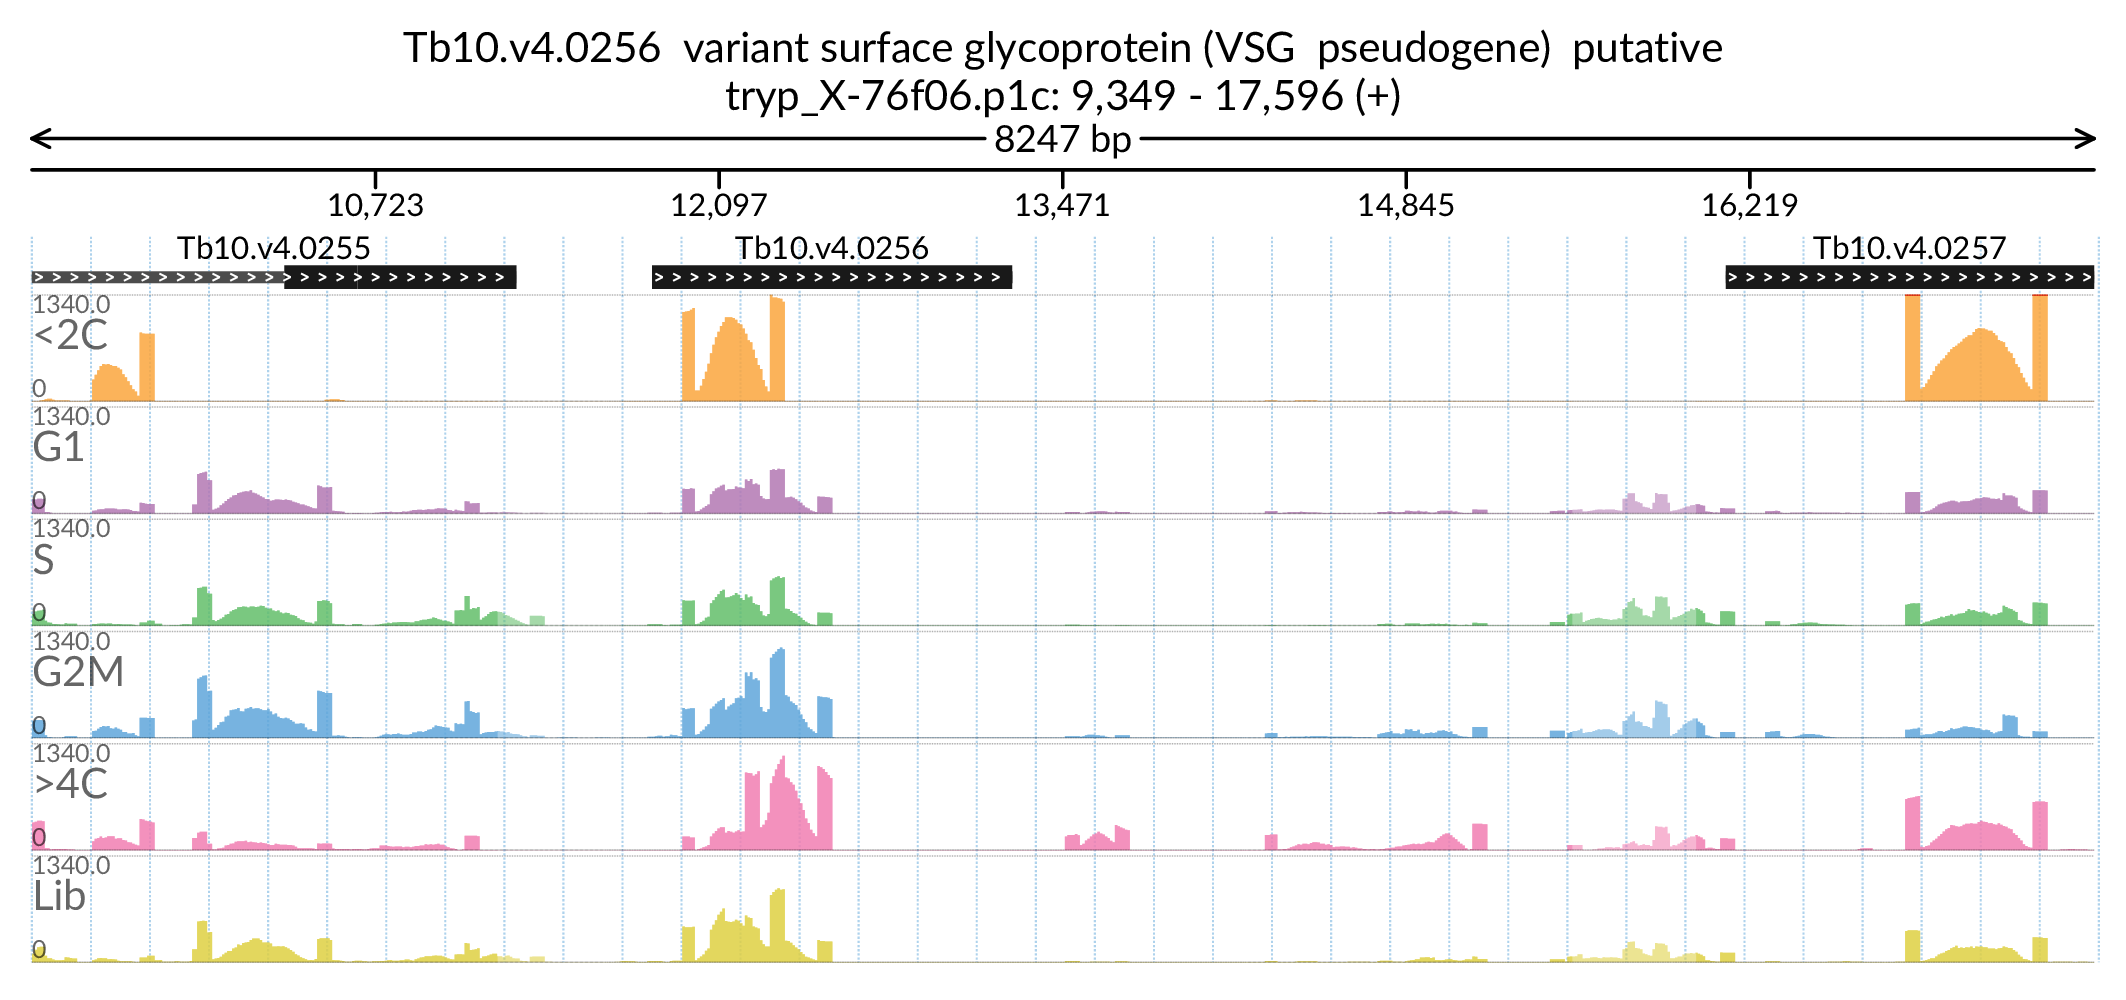 Tb10.v4.0256  variant surface glycoprotein (VSG  pseudogene)  putative
tryp_X-76f06.p1c: 9,349 - 17,596 (+)
8247 bp
10,723 12,097 13,471 14,845 16,219
Tb10.v4.0255 Tb10.v4.0256 Tb10.v4.0257
1340.0
<2C
0
1340.0
G1
0
1340.0
S
0
1340.0
G2M
0
1340.0
>4C
0
1340.0
Lib
0